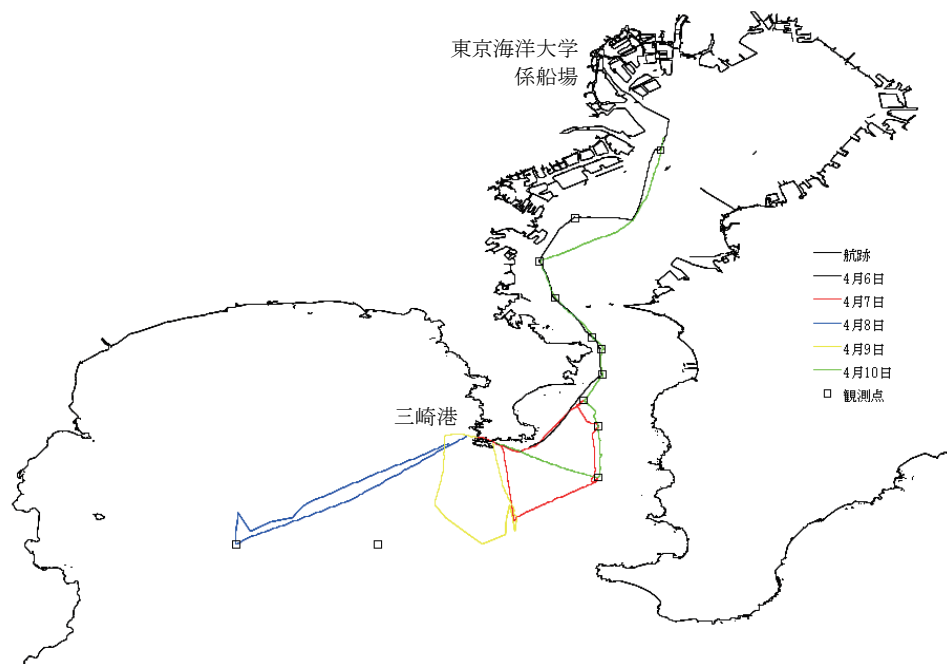 東京海洋大学
係船場
航跡
4月6日
4月7日
4月8日
4月9日
4月10日
観測点
三崎港